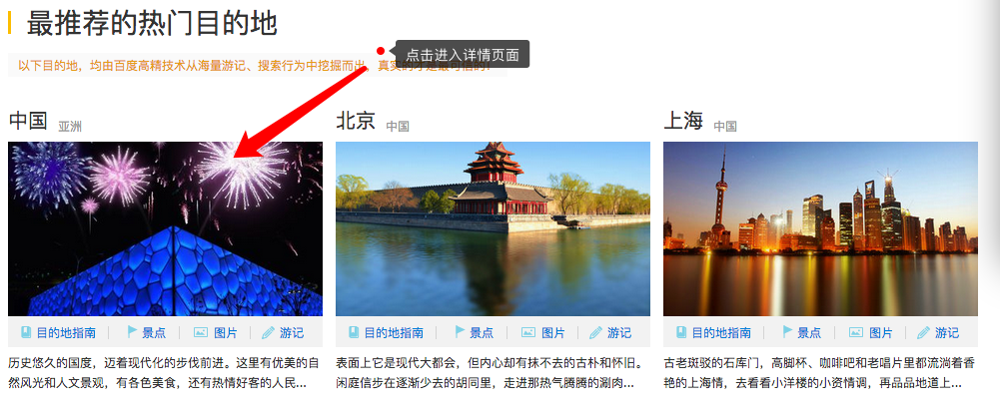 最推荐的热门目的地
点击进入详情页面
以下目的地，均由百度高精技术从海量游记、搜索行为中挖掘而出，真实的才是最可信的！
中国 亚洲
北京 中国
上海 中国
目的地指南 景点 图片 游记
目的地指南 景点 图片 游记
目的地指南 景点 图片 游记
历史悠久的国度，迈着现代化的步伐前进。这里有优美的自
然风光和人文景观，有各色美食，还有热情好客的人民...
表面上它是现代大都会，但内心却有抹不去的古朴和怀旧。
闲庭信步在逐渐少去的胡同里，走进那热气腾腾的涮肉...
古老斑驳的石库门，高脚杯、咖啡吧和老唱片里都流淌着香
艳的上海情，去看看小洋楼的小资情调，再品品地道上...